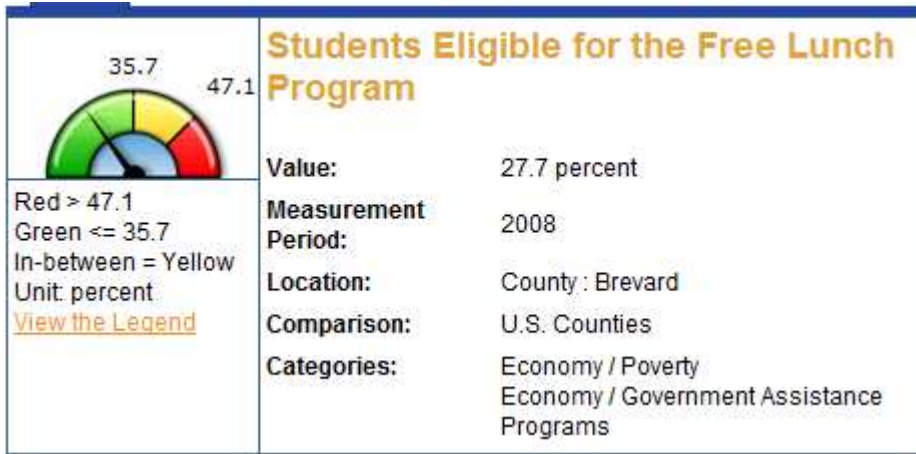 35.7
47.1
Red > 47.1
Green <= 35.7
In-between = Yellow
Unit: percent
View the Legend
Students Eligible for the Free Lunch
Program
Value: 27.7 percent
Measurement
Period: 2008
Location: County : Brevard
Comparison: U.S. Counties
Categories: Economy / Poverty
Economy / Government Assistance
Programs